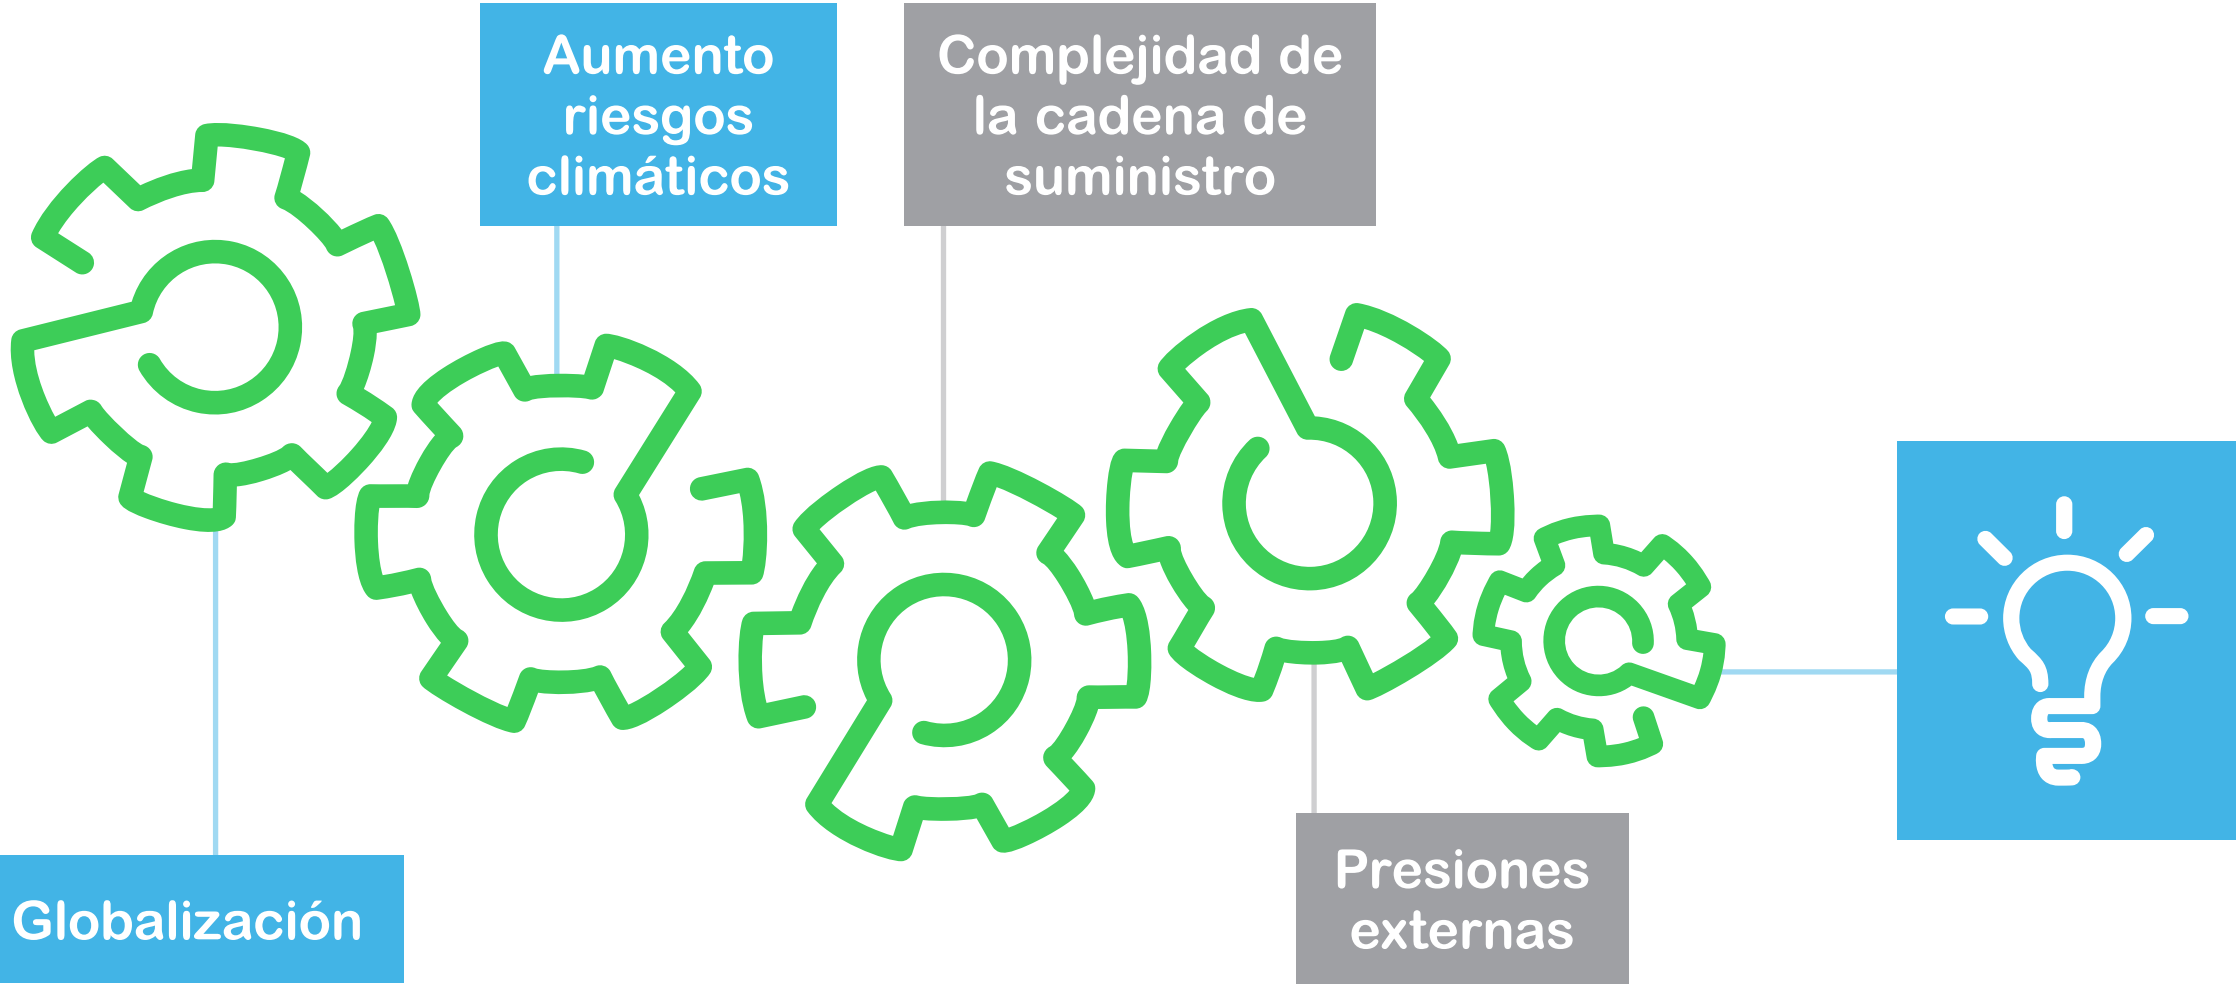 Aumento
riesgos
climáticos
Complejidad de
la cadena de
suministro
Globalización
Presiones
externas